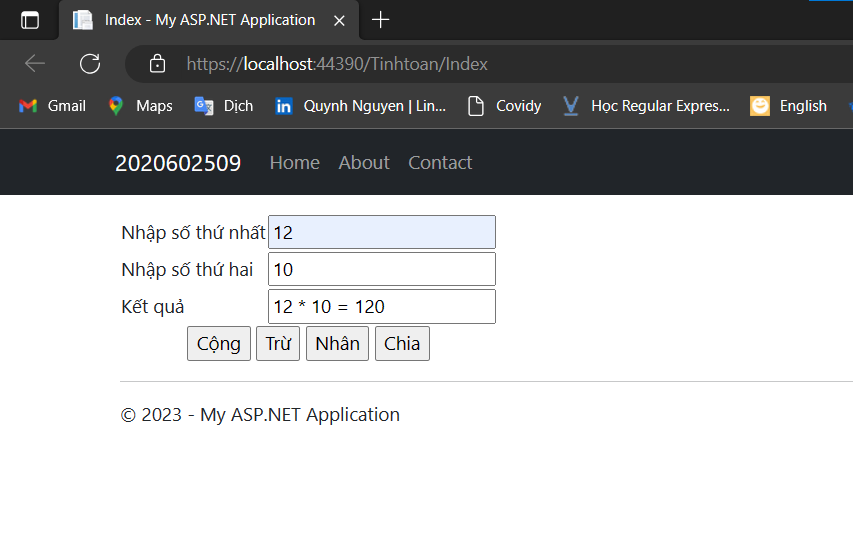 Index - My ASP.NET Application
https://localhost:44390/Tinhtoan/Index
Gmail Maps Dịch Quynh Nguyen | Lin... Covidy Học Regular Expres... English
2020602509 Home About Contact
Nhập số thứ nhất 12
Nhập số thứ hai 10
Kết quả 12 * 10 = 120
Cộng Trừ Nhân Chia
© 2023 - My ASP.NET Application